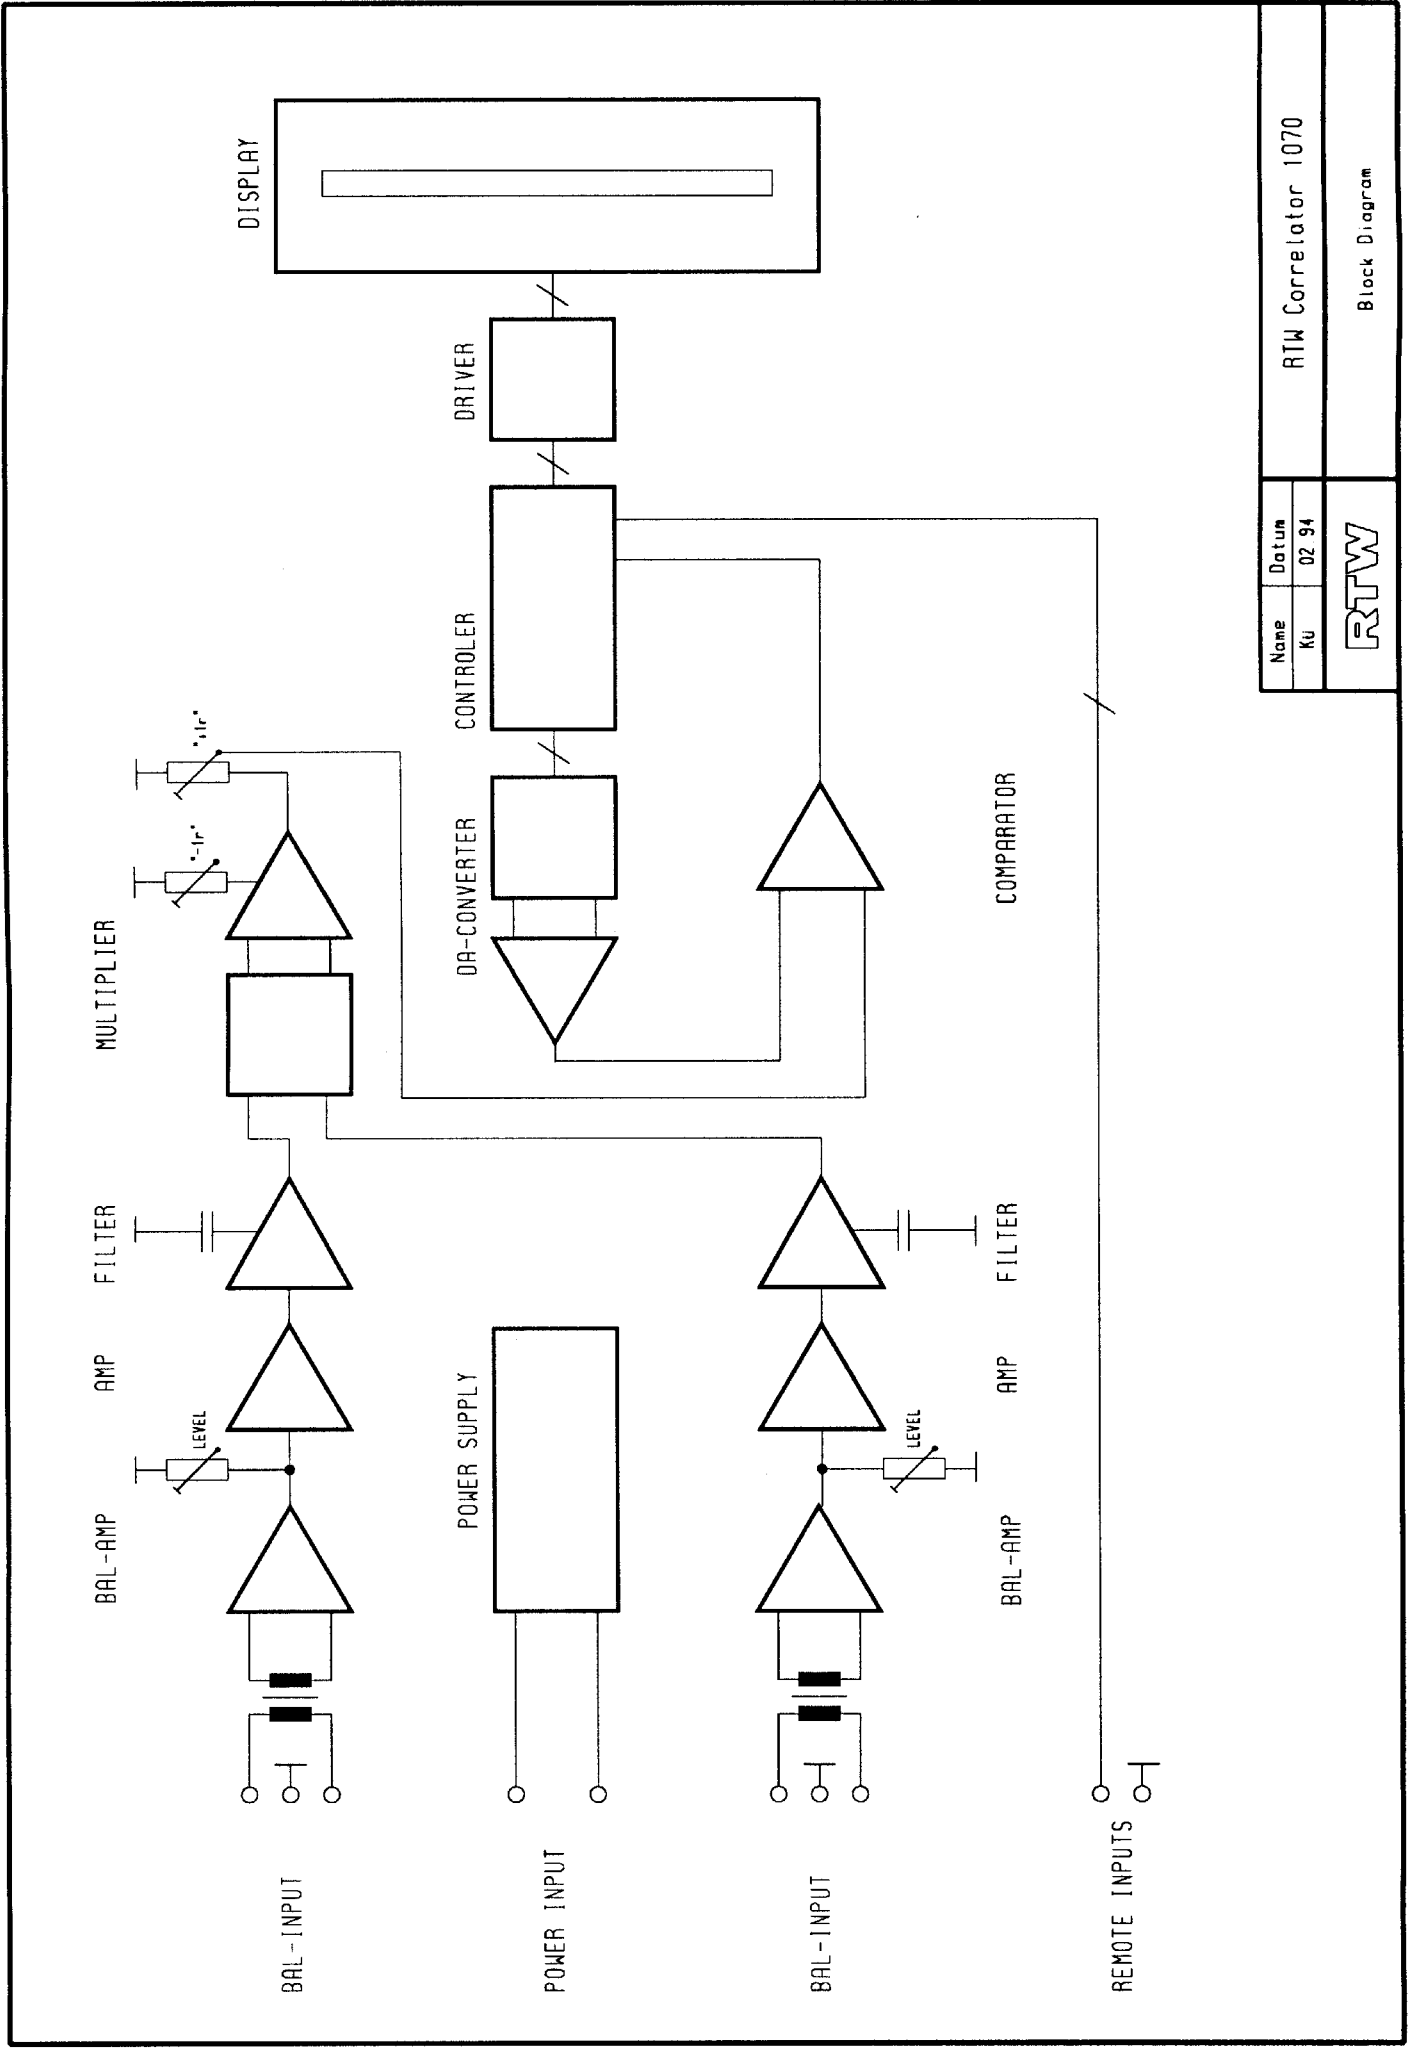 BAL-INPUT
BAL-AMP
LEVEL
AMP
FILTER
MULTIPLIER
"-1r"
"+1r"
DISPLAY
POWER INPUT
POWER SUPPLY
DA-CONVERTER
CONTROLER
DRIVER
BAL-INPUT
BAL-AMP
LEVEL
AMP
FILTER
COMPARATOR
REMOTE INPUTS
Name Datum
Kü 02 94
RTW Correlator 1070
RTW
Block Diagram